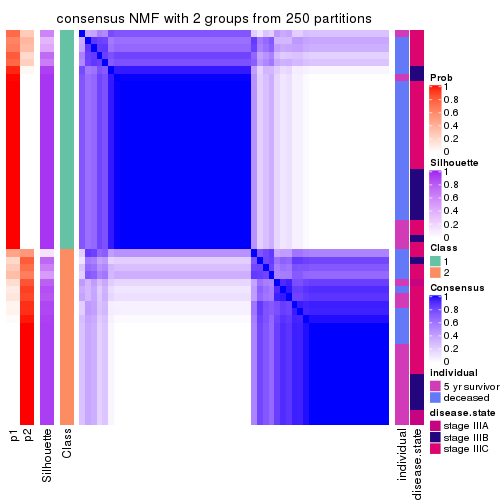 consensus NMF with 2 groups from 250 partitions
Prob
1
0.8
0.6
0.4
0.2
0
Silhouette
1
0.8
0.6
0.4
0.2
0
Class
1
2
Consensus
1
0.8
0.6
0.4
0.2
0
individual
5 yr survivor
deceased
disease.state
stage IIIA
stage IIIB
stage IIIC
p1
p2
Silhouette
Class
individual
disease.state